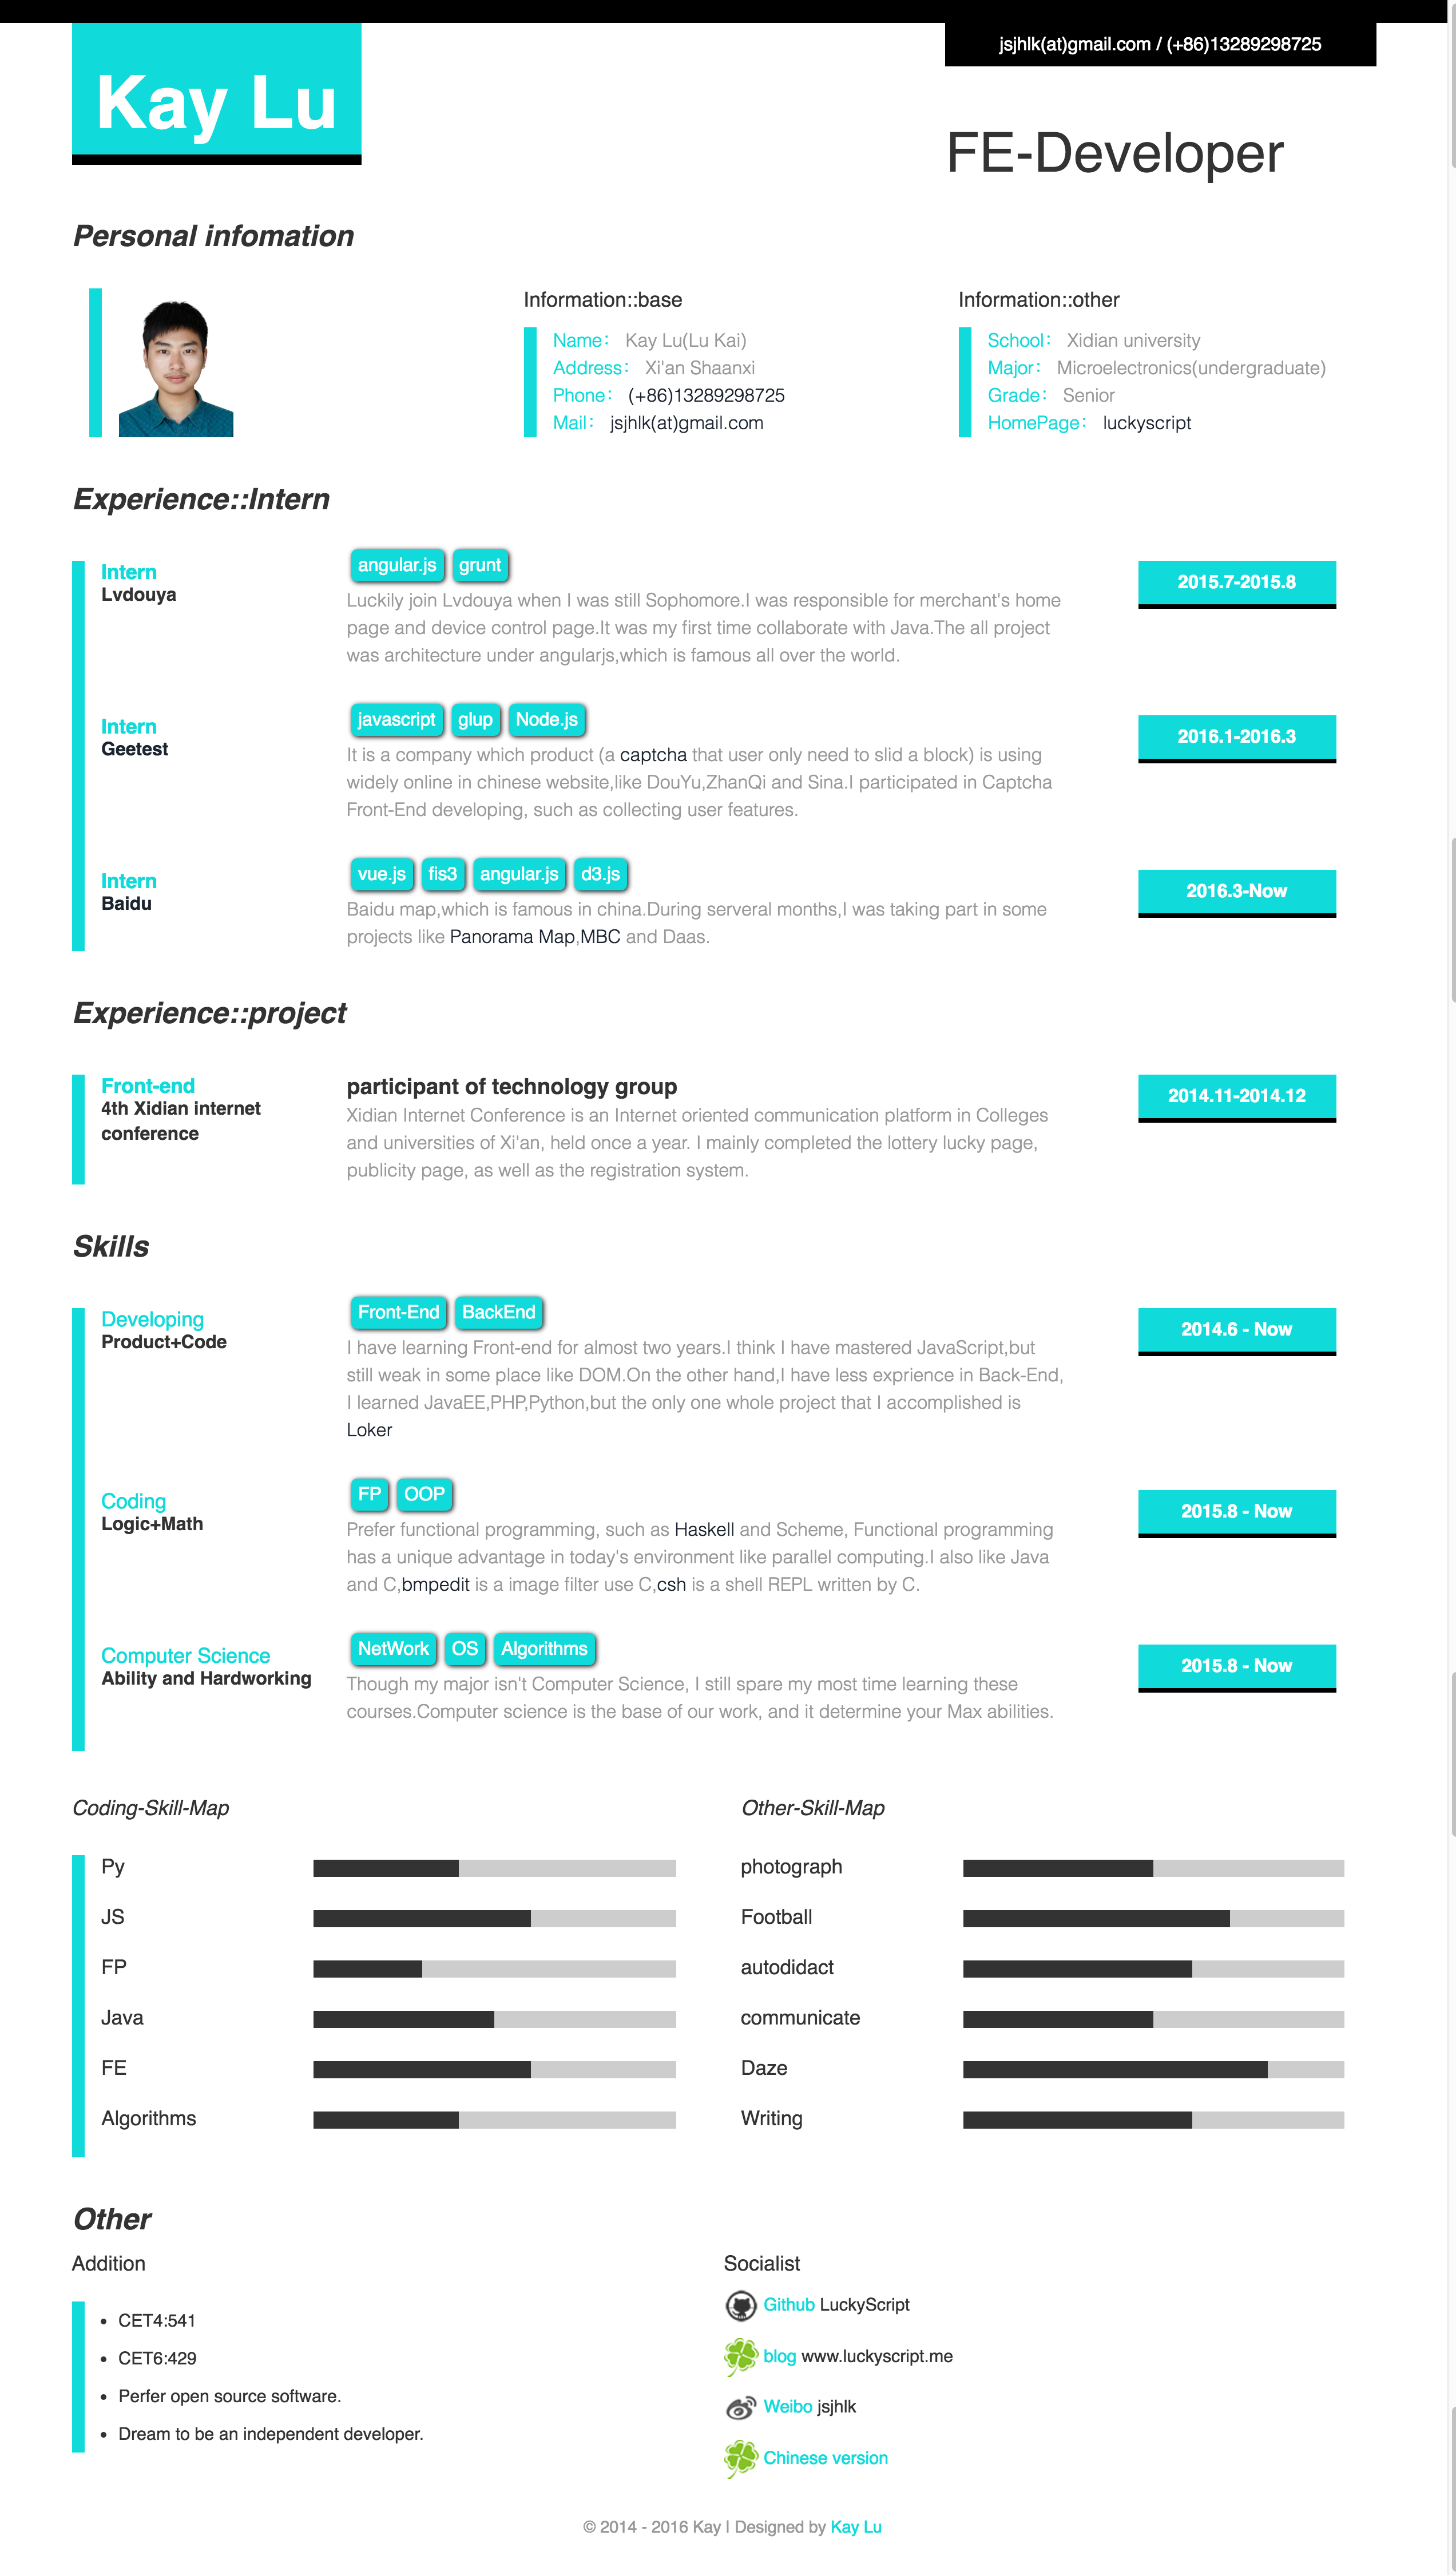 jsjhlk(at)gmail.com / (+86)13289298725
Kay Lu
FE-Developer
Personal infomation
Information::base
Name： Kay Lu(Lu Kai)
Address： Xi'an Shaanxi
Phone： (+86)13289298725
Mail： jsjhlk(at)gmail.com
Information::other
School： Xidian university
Major： Microelectronics(undergraduate)
Grade： Senior
HomePage： luckyscript
Experience::Intern
Intern
Lvdouya
angular.js grunt
Luckily join Lvdouya when I was still Sophomore.I was responsible for merchant's home
page and device control page.It was my first time collaborate with Java.The all project
was architecture under angularjs,which is famous all over the world.
2015.7-2015.8
Intern
Geetest
javascript glup Node.js
It is a company which product (a captcha that user only need to slid a block) is using
widely online in chinese website,like DouYu,ZhanQi and Sina.I participated in Captcha
Front-End developing, such as collecting user features.
2016.1-2016.3
Intern
Baidu
vue.js fis3 angular.js d3.js
Baidu map,which is famous in china.During serveral months,I was taking part in some
projects like Panorama Map,MBC and Daas.
2016.3-Now
Experience::project
Front-end
4th Xidian internet
conference
participant of technology group
Xidian Internet Conference is an Internet oriented communication platform in Colleges
and universities of Xi'an, held once a year. I mainly completed the lottery lucky page,
publicity page, as well as the registration system.
2014.11-2014.12
Skills
Developing
Product+Code
Front-End BackEnd
I have learning Front-end for almost two years.I think I have mastered JavaScript,but
still weak in some place like DOM.On the other hand,I have less exprience in Back-End,
I learned JavaEE,PHP,Python,but the only one whole project that I accomplished is
Loker
2014.6 - Now
Coding
Logic+Math
FP OOP
Prefer functional programming, such as Haskell and Scheme, Functional programming
has a unique advantage in today's environment like parallel computing.I also like Java
and C,bmpedit is a image filter use C,csh is a shell REPL written by C.
2015.8 - Now
Computer Science
Ability and Hardworking
NetWork OS Algorithms
Though my major isn't Computer Science, I still spare my most time learning these
courses.Computer science is the base of our work, and it determine your Max abilities.
2015.8 - Now
Coding-Skill-Map
Py
JS
FP
Java
FE
Algorithms
Other-Skill-Map
photograph
Football
autodidact
communicate
Daze
Writing
Other
Addition
• CET4:541
• CET6:429
• Perfer open source software.
• Dream to be an independent developer.
Socialist
Github LuckyScript
blog www.luckyscript.me
Weibo jsjhlk
Chinese version
© 2014 - 2016 Kay | Designed by Kay Lu